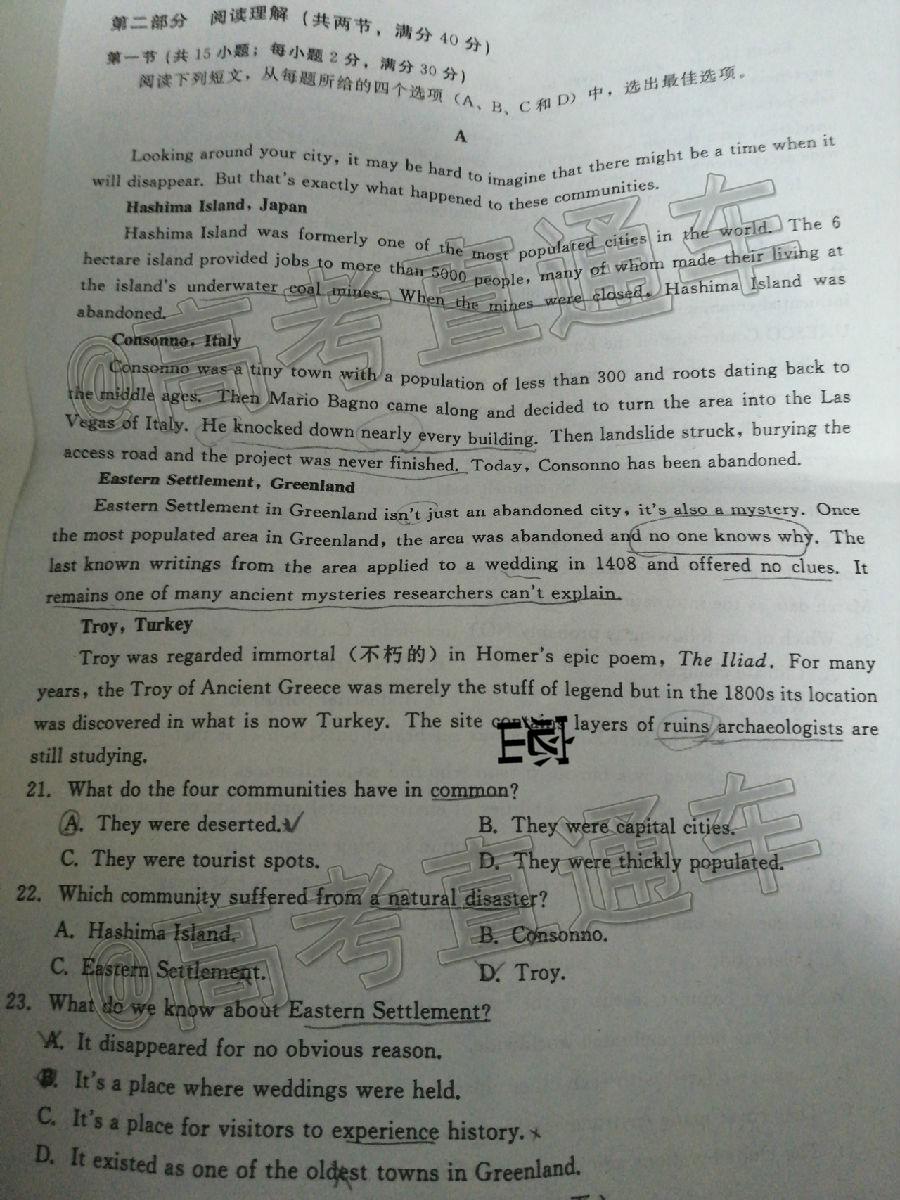 第二部分 阅读理解（共两节，满分40分）
第一节（共15小题；每小题2分，满分30分）
阅读下列短文，从每题所给的四个选项（A、B、C和D）中，选出最佳选项。
A
Looking around your city, it may be hard to imagine that there might be a time when it
will disappear. But that's exactly what happened to these communities.
Hashima Island, Japan
Hashima Island was formerly one of the most populated cities in the world. The 6
hectare island provided jobs to more than 5000 people, many of whom made their living at
the island's underwater coal mines. When the mines were closed, Hashima Island was
abandoned.
Consonno, Italy
Consonno was a tiny town with a population of less than 300 and roots dating back to
the middle ages. Then Mario Bagno came along and decided to turn the area into the Las
Vegas of Italy. He knocked down nearly every building. Then landslide struck, burying the
access road and the project was never finished. Today, Consonno has been abandoned.
Eastern Settlement, Greenland
Eastern Settlement in Greenland isn't just an abandoned city, it's also a mystery. Once
the most populated area in Greenland, the area was abandoned and no one knows why. The
last known writings from the area applied to a wedding in 1408 and offered no clues. It
remains one of many ancient mysteries researchers can't explain.
Troy, Turkey
Troy was regarded immortal（不朽的）in Homer's epic poem, The Iliad. For many
years, the Troy of Ancient Greece was merely the stuff of legend but in the 1800s its location
was discovered in what is now Turkey. The site contains layers of ruins archaeologists are
still studying.
21. What do the four communities have in common?
A. They were deserted. B. They were capital cities.
C. They were tourist spots. D. They were thickly populated.
22. Which community suffered from a natural disaster?
A. Hashima Island. B. Consonno.
C. Eastern Settlement. D. Troy.
23. What do we know about Eastern Settlement?
A. It disappeared for no obvious reason.
B. It's a place where weddings were held.
C. It's a place for visitors to experience history.
D. It existed as one of the oldest towns in Greenland.
@高考直通车
@高考直通车